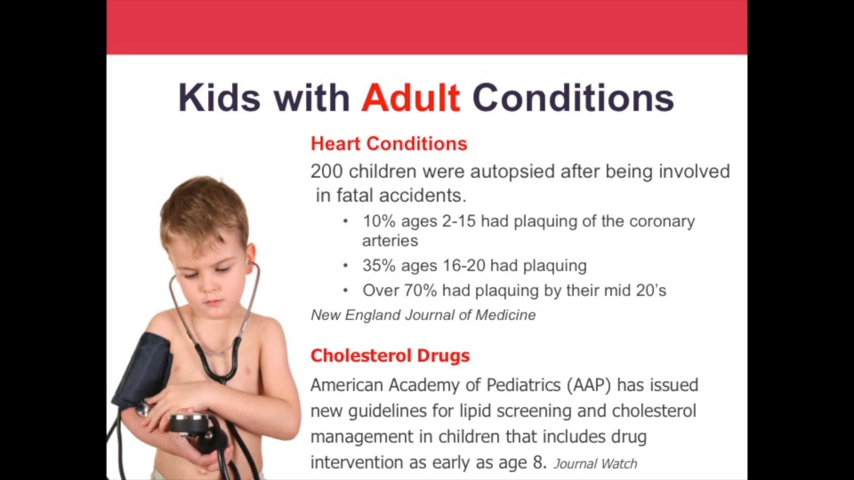 Kids with Adult Conditions
Heart Conditions
200 children were autopsied after being involved
in fatal accidents.
• 10% ages 2-15 had plaquing of the coronary
arteries
• 35% ages 16-20 had plaquing
• Over 70% had plaquing by their mid 20's
New England Journal of Medicine
Cholesterol Drugs
American Academy of Pediatrics (AAP) has issued
new guidelines for lipid screening and cholesterol
management in children that includes drug
intervention as early as age 8. Journal Watch